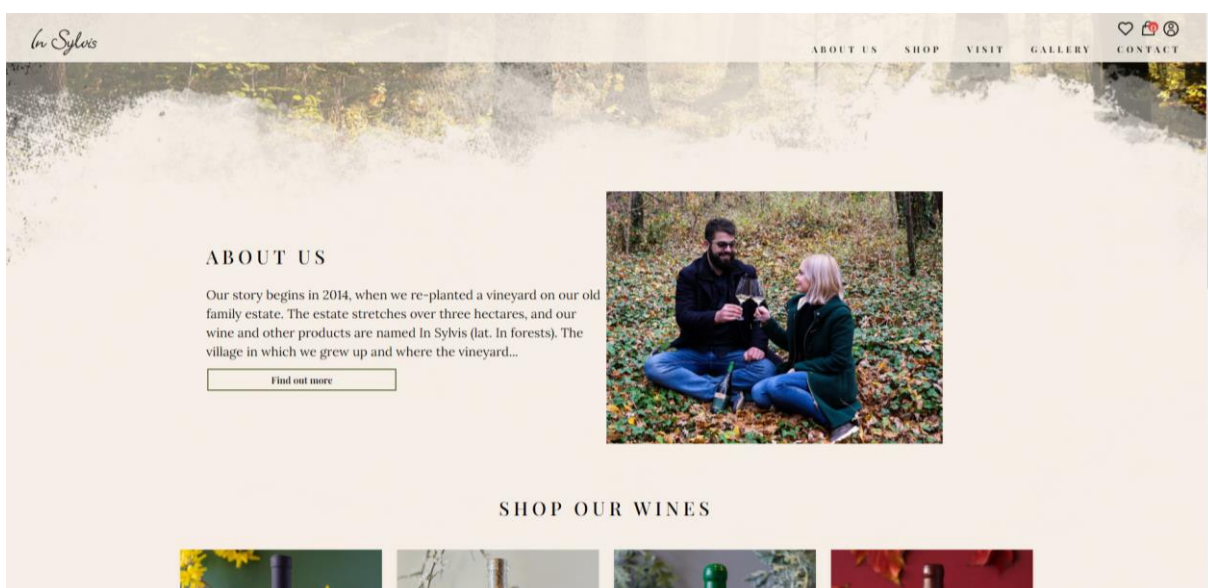 In Sylvis
ABOUT US SHOP VISIT GALLERY CONTACT
ABOUT US
Our story begins in 2014, when we re-planted a vineyard on our old
family estate. The estate stretches over three hectares, and our
wine and other products are named In Sylvis (lat. In forests). The
village in which we grew up and where the vineyard...
Find out more
SHOP OUR WINES